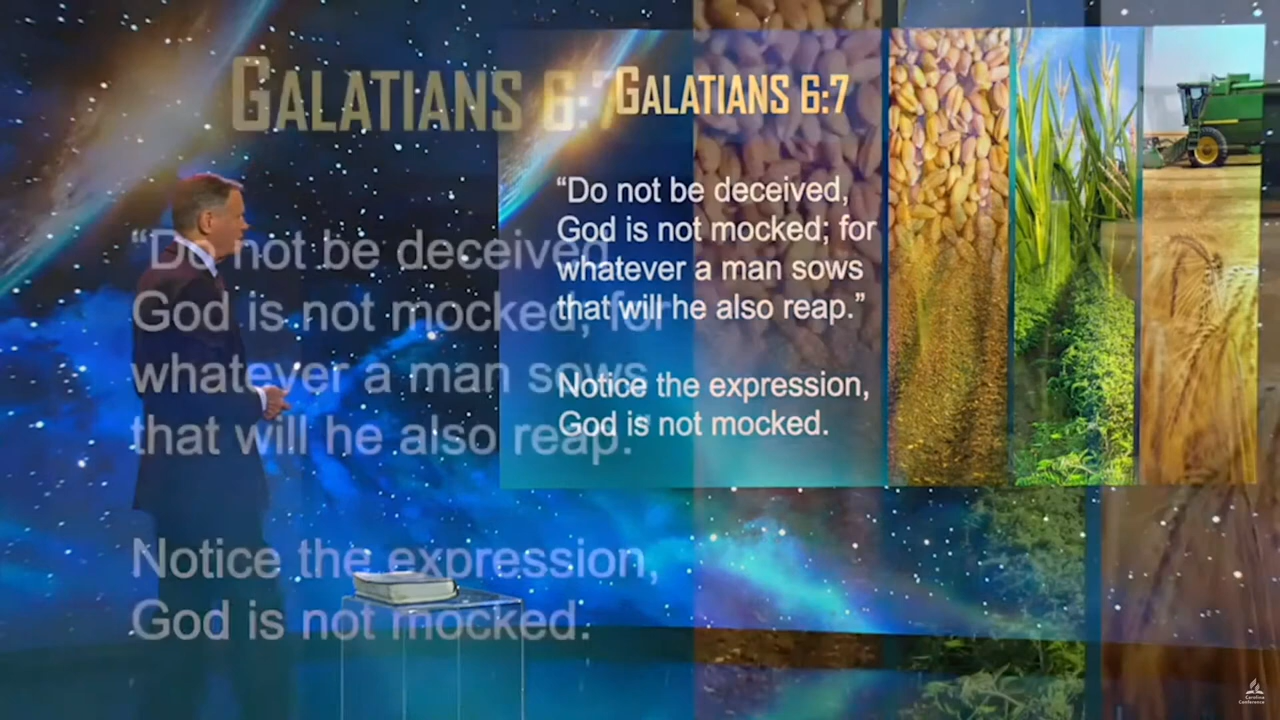 GALATIANS 6:7
"Do not be deceived,
God is not mocked; for
whatever a man sows
that will he also reap."
Notice the expression,
God is not mocked.
GALATIANS 6:7
“Do not be deceived,
God is not mocked; for
whatever a man sows
that will he also reap.”
Notice the expression,
God is not mocked.
Carolina
Conference